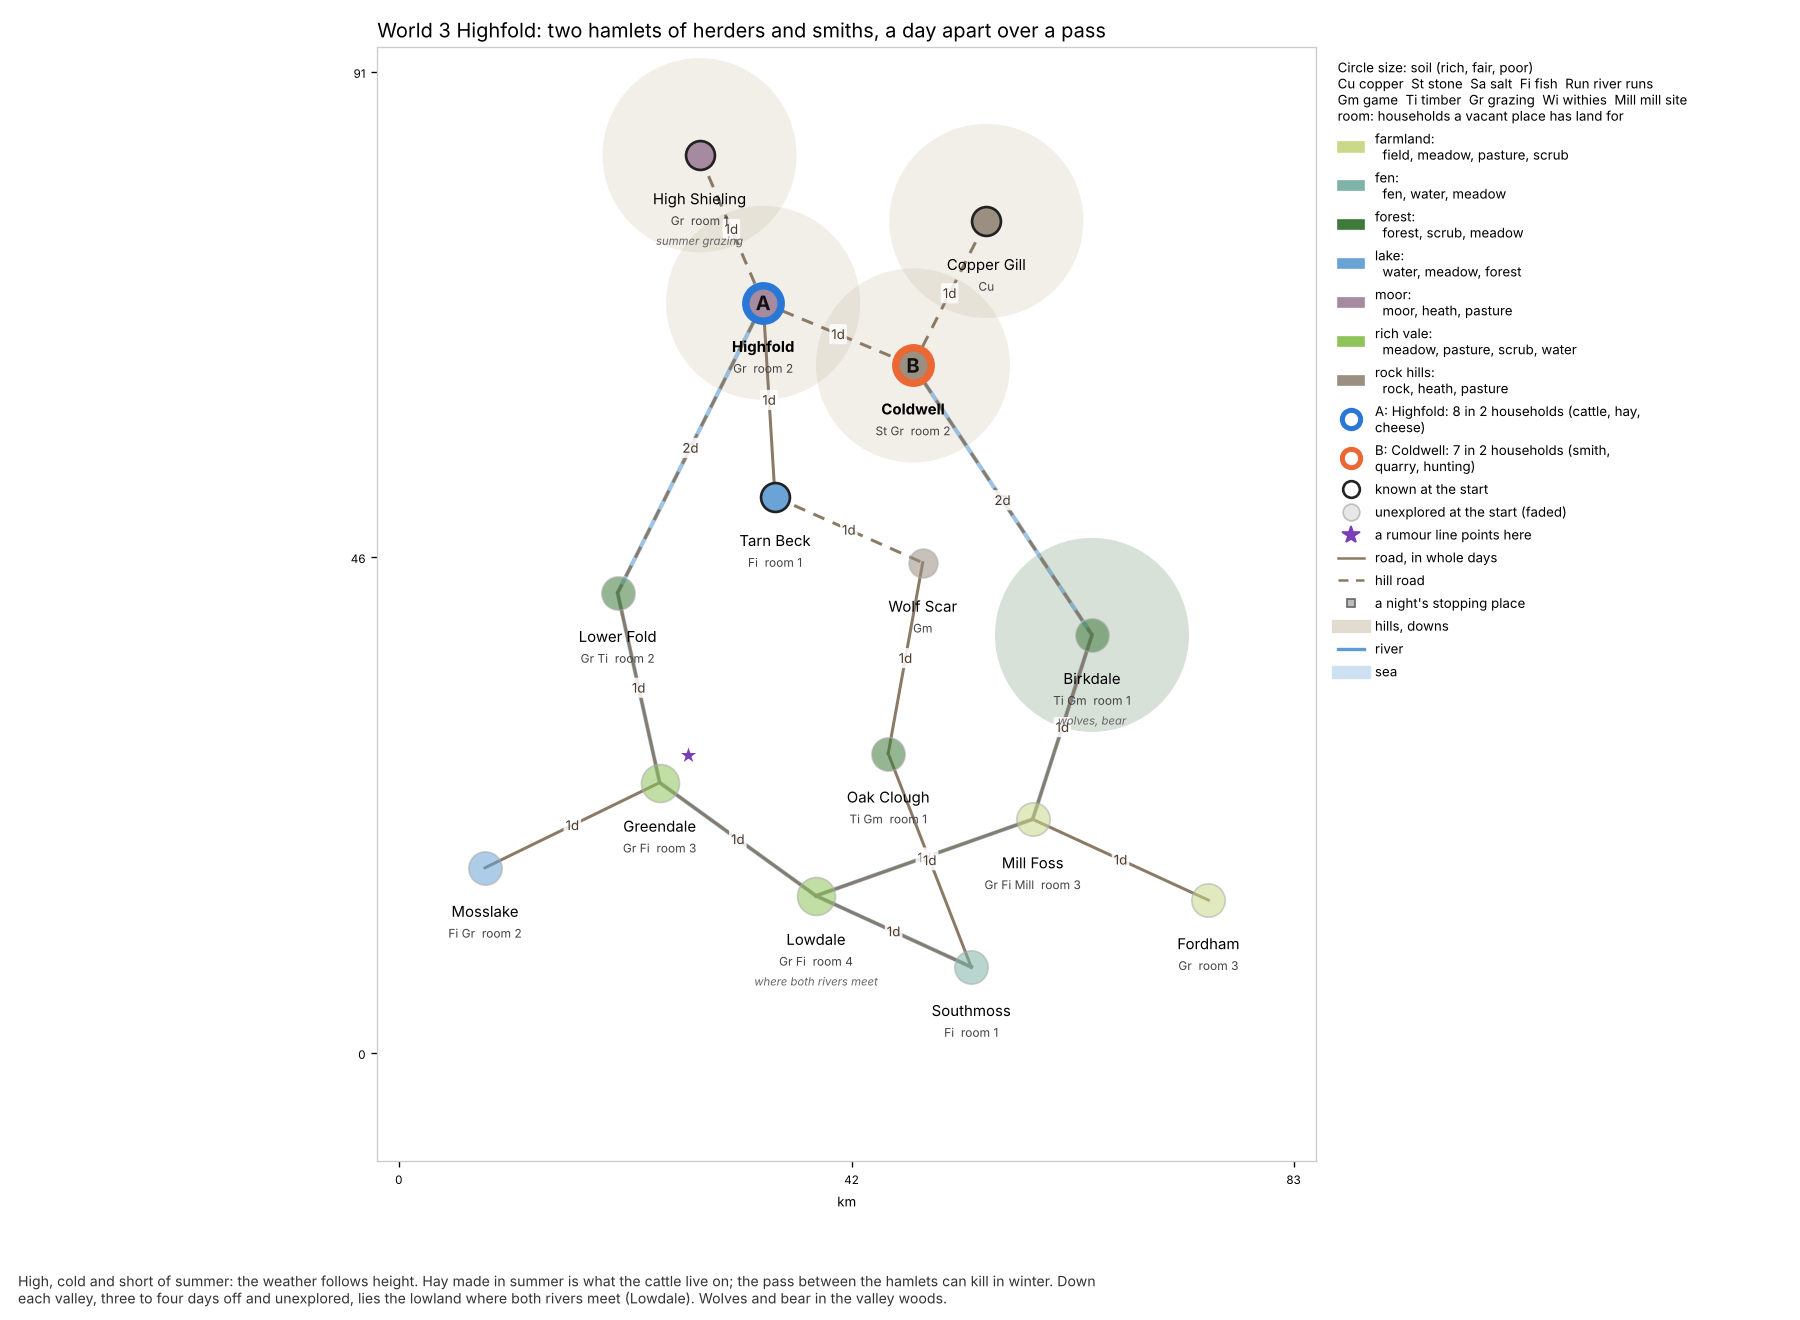 World 3 Highfold: two hamlets of herders and smiths, a day apart over a pass
91
46
0
0
42
83
km
High Shieling
Gr room 1
summer grazing
1d
Copper Gill
Cu
1d
A
Highfold
Gr room 2
1d
B
Coldwell
St Gr room 2
1d
2d
2d
Tarn Beck
Fi room 1
1d
Wolf Scar
Gm
Lower Fold
Gr Ti room 2
1d
1d
Birkdale
Ti Gm room 1
wolves, bear
1d
Greendale
Gr Fi room 3
1d
1d
Oak Clough
Ti Gm room 1
Mosslake
Fi Gr room 2
Lowdale
Gr Fi room 4
where both rivers meet
1d
1d
Mill Foss
Gr Fi Mill room 3
1d
Fordham
Gr room 3
Southmoss
Fi room 1
Circle size: soil (rich, fair, poor)
Cu copper St stone Sa salt Fi fish Run river runs
Gm game Ti timber Gr grazing Wi withies Mill mill site
room: households a vacant place has land for
farmland:
field, meadow, pasture, scrub
fen:
fen, water, meadow
forest:
forest, scrub, meadow
lake:
water, meadow, forest
moor:
moor, heath, pasture
rich vale:
meadow, pasture, scrub, water
rock hills:
rock, heath, pasture
A: Highfold: 8 in 2 households (cattle, hay,
cheese)
B: Coldwell: 7 in 2 households (smith,
quarry, hunting)
known at the start
unexplored at the start (faded)
a rumour line points here
road, in whole days
hill road
a night's stopping place
hills, downs
river
sea
High, cold and short of summer: the weather follows height. Hay made in summer is what the cattle live on; the pass between the hamlets can kill in winter. Down
each valley, three to four days off and unexplored, lies the lowland where both rivers meet (Lowdale). Wolves and bear in the valley woods.